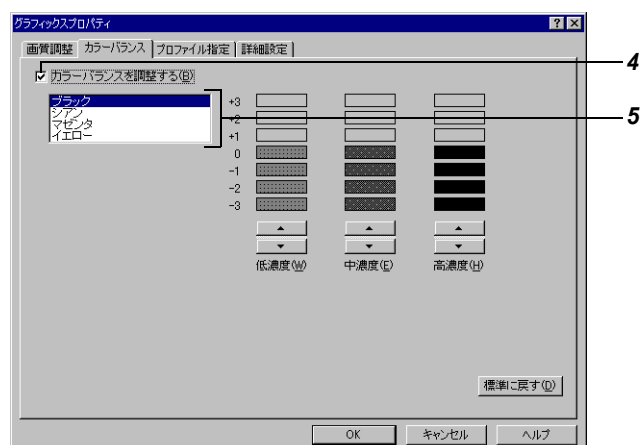 グラフィックスプロパティ
画質調整 カラーバランス プロファイル指定 詳細設定
カラーバランスを調整する(B)
4
ブラック
シアン
マゼンタ
イエロー
5
+3
+2
+1
0
-1
-2
-3
低濃度(W) 中濃度(E) 高濃度(H)
標準に戻す(D)
OK キャンセル ヘルプ